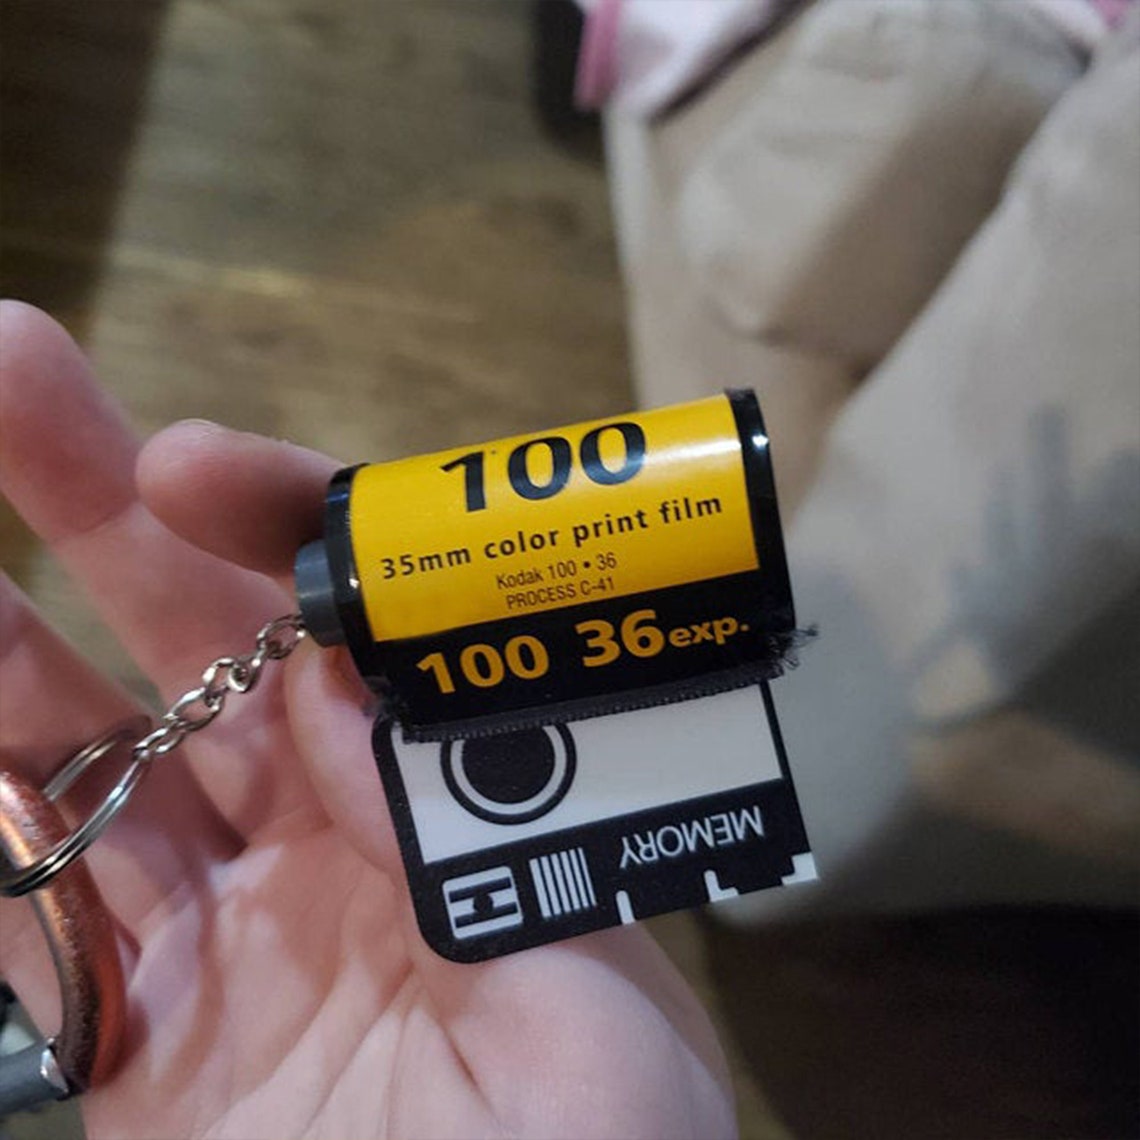 100
35mm color print film
Kodak 100 • 36
PROCESS C-41
100 36exp.
MEMORY